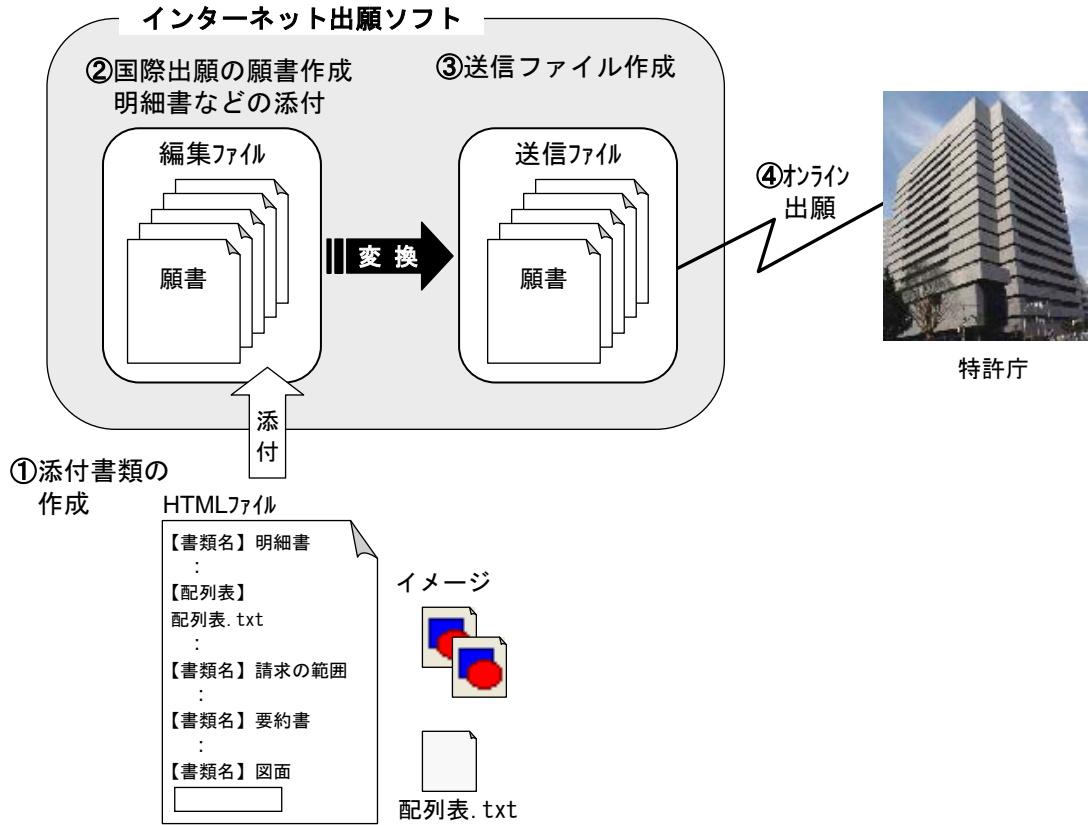 インターネット出願ソフト
②国際出願の願書作成
明細書などの添付
③送信ファイル作成
編集ﾌｧｲﾙ
願書
変 換
送信ﾌｧｲﾙ
願書
④ｵﾝﾗｲﾝ
出願
特許庁
添
付
①添付書類の
作成
HTMLﾌｧｲﾙ
【書類名】明細書
：
【配列表】
配列表.txt
：
【書類名】請求の範囲
：
【書類名】要約書
：
【書類名】図面
イメージ
配列表.txt